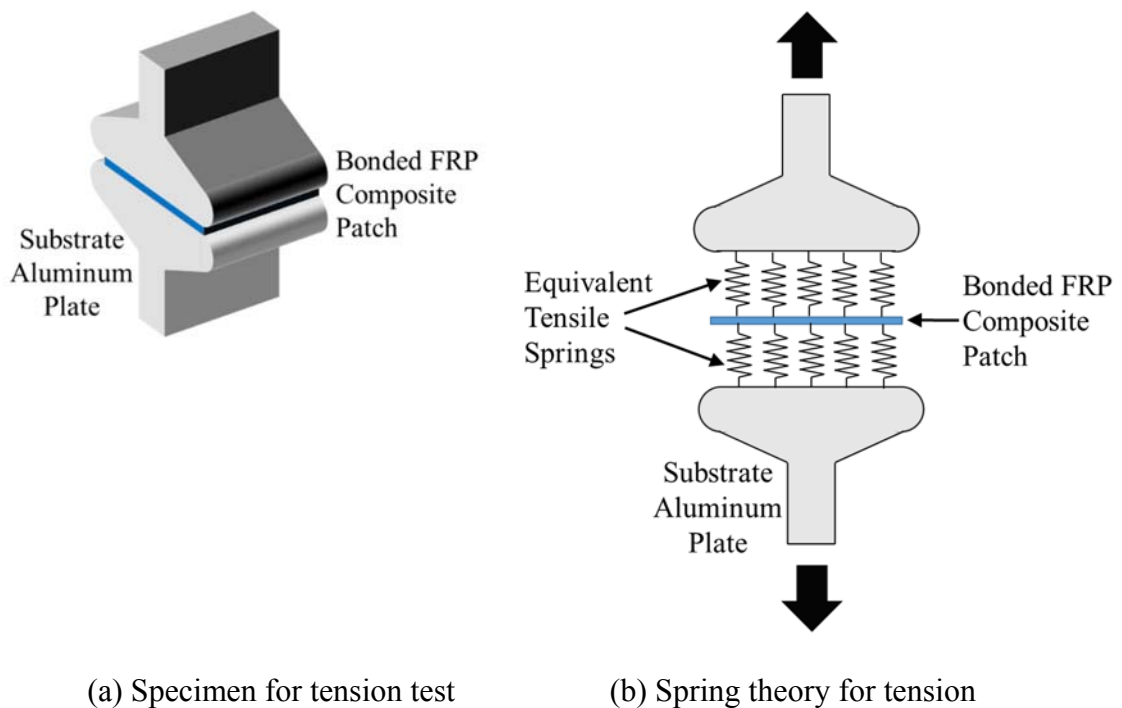 Bonded FRP
Composite
Patch
Substrate
Aluminum
Plate
Equivalent
Tensile
Springs
Bonded FRP
Composite
Patch
Substrate
Aluminum
Plate
(a) Specimen for tension test
(b) Spring theory for tension